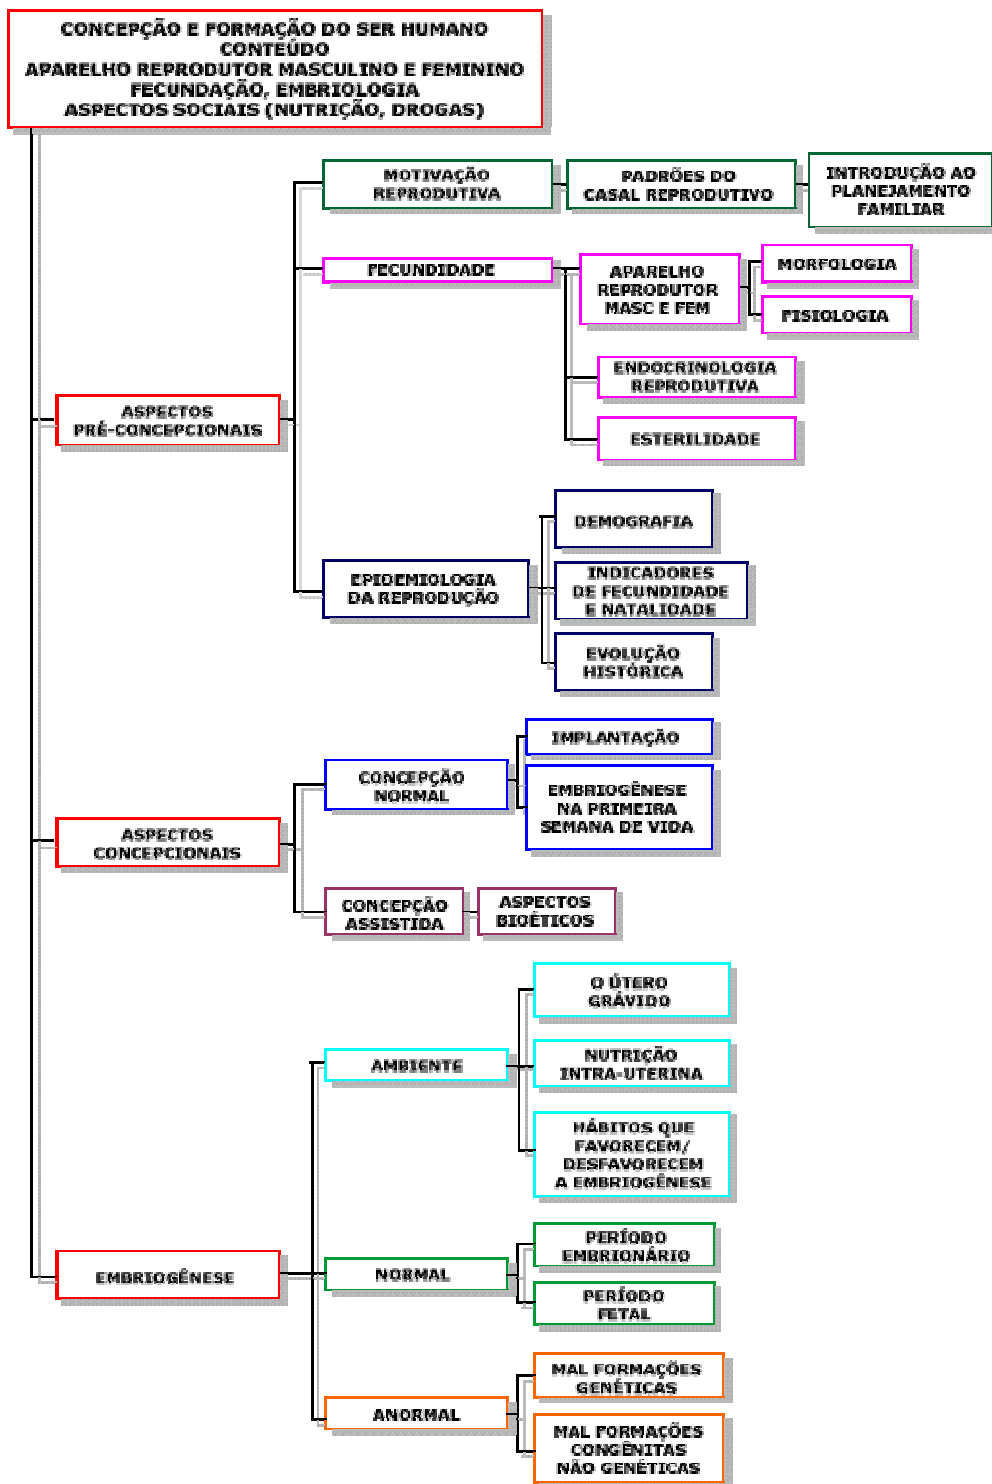 CONCEPÇÃO E FORMAÇÃO DO SER HUMANO
CONTEÚDO
APARELHO REPRODUTOR MASCULINO E FEMININO
FECUNDAÇÃO, EMBRIOLOGIA
ASPECTOS SOCIAIS (NUTRIÇÃO, DROGAS)
ASPECTOS
PRÉ-CONCEPCIONAIS
MOTIVAÇÃO
REPRODUTIVA
PADRÕES DO
CASAL REPRODUTIVO
INTRODUÇÃO AO
PLANEJAMENTO
FAMILIAR
FECUNDIDADE
APARELHO
REPRODUTOR
MASC E FEM
MORFOLOGIA
FISIOLOGIA
ENDOCRINOLOGIA
REPRODUTIVA
ESTERILIDADE
EPIDEMIOLOGIA
DA REPRODUÇÃO
DEMOGRAFIA
INDICADORES
DE FECUNDIDADE
E NATALIDADE
EVOLUÇÃO
HISTÓRICA
ASPECTOS
CONCEPCIONAIS
CONCEPÇÃO
NORMAL
IMPLANTAÇÃO
EMBRIOGÊNESE
NA PRIMEIRA
SEMANA DE VIDA
CONCEPÇÃO
ASSISTIDA
ASPECTOS
BIOÉTICOS
EMBRIOGÊNESE
AMBIENTE
O ÚTERO
GRÁVIDO
NUTRIÇÃO
INTRA-UTERINA
HÁBITOS QUE
FAVORECEM/
DESFAVORECEM
A EMBRIOGÊNESE
NORMAL
PERÍODO
EMBRIONÁRIO
PERÍODO
FETAL
ANORMAL
MAL FORMAÇÕES
GENÉTICAS
MAL FORMAÇÕES
CONGÊNITAS
NÃO GENÉTICAS